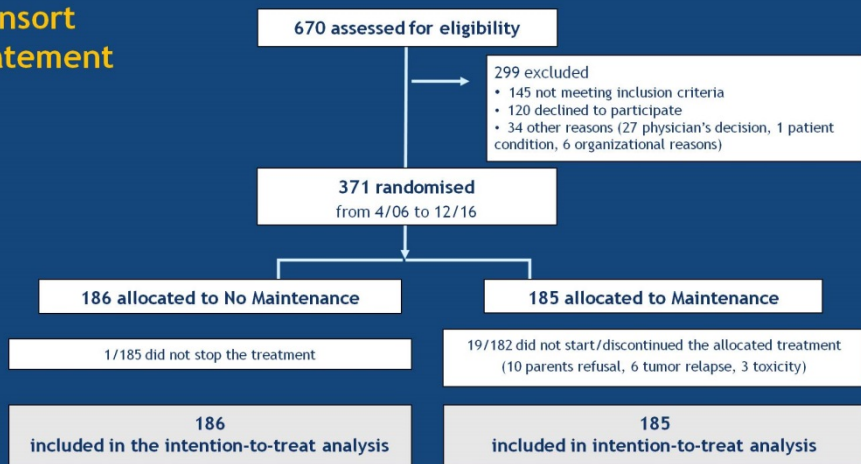 nsort
atement
670 assessed for eligibility
299 excluded
• 145 not meeting inclusion criteria
• 120 declined to participate
• 34 other reasons (27 physician's decision, 1 patient
condition, 6 organizational reasons)
371 randomised
from 4/06 to 12/16
186 allocated to No Maintenance
185 allocated to Maintenance
1/185 did not stop the treatment
19/182 did not start/discontinued the allocated treatment
(10 parents refusal, 6 tumor relapse, 3 toxicity)
186
included in the intention-to-treat analysis
185
included in intention-to-treat analysis